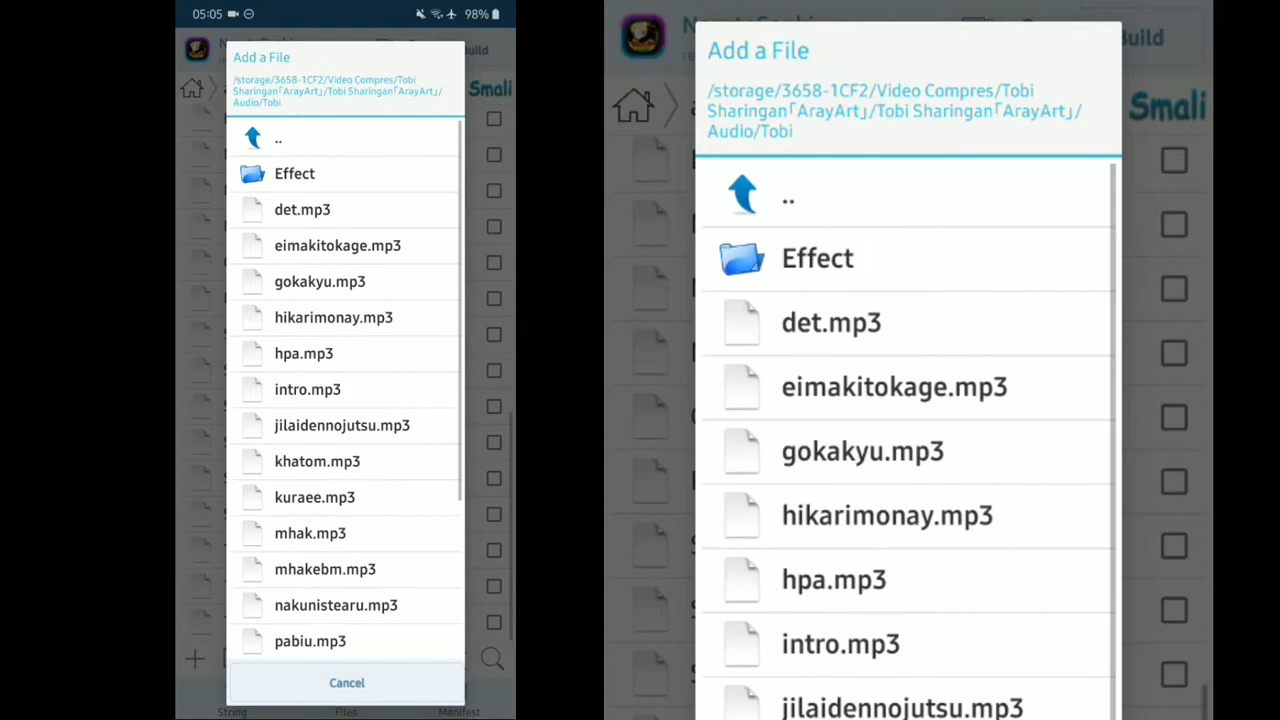 05:05
98%
Add a File
/storage/3658-1CF2/Video Compres/Tobi
Sharingan「ArayArt」/Tobi Sharingan「ArayArt」/
Audio/Tobi
uild
Smali
..
Effect
det.mp3
eimakitokage.mp3
gokakyu.mp3
hikarimonay.mp3
hpa.mp3
intro.mp3
jilaidennojutsu.mp3
khatom.mp3
kuraee.mp3
mhak.mp3
mhakebm.mp3
nakunistearu.mp3
pabiu.mp3
Cancel
String
Files
Manifest
Add a File
/storage/3658-1CF2/Video Compres/Tobi
Sharingan「ArayArt」/Tobi Sharingan「ArayArt」/
Audio/Tobi
Build
Smali
..
Effect
det.mp3
eimakitokage.mp3
gokakyu.mp3
hikarimonay.mp3
hpa.mp3
intro.mp3
jilaidennojutsu.mp3